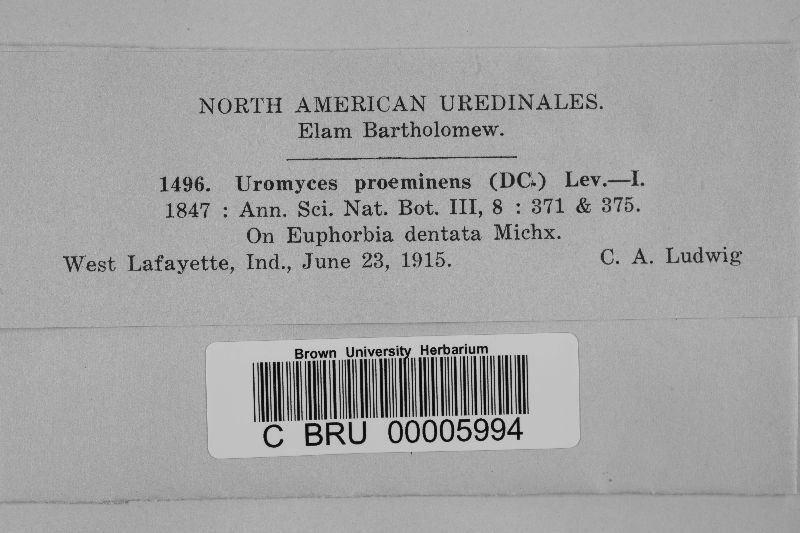 NORTH AMERICAN UREDINALES.
Elam Bartholomew.
1496. Uromyces proeminens (DC.) Lev.—I.
1847 : Ann. Sci. Nat. Bot. III, 8 : 371 & 375.
On Euphorbia dentata Michx.
West Lafayette, Ind., June 23, 1915. C. A. Ludwig
Brown University Herbarium
C BRU 00005994